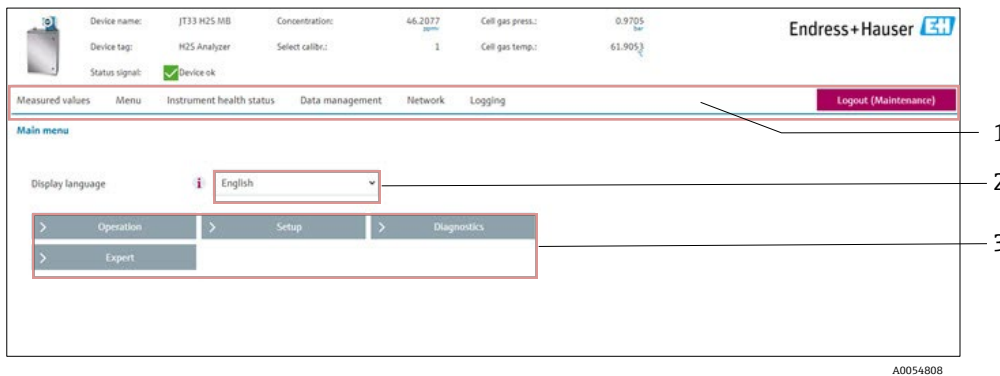 Device name: JT33 H2S MB Concentration: 46.2077 ppmv Cell gas press.: 0.9705 bar
Endress+Hauser EH
Device tag: H2S Analyzer Select calibr.: 1 Cell gas temp.: 61.9053
Status signal: Device ok
Measured values Menu Instrument health status Data management Network Logging Logout (Maintenance)
1
Main menu
Display language i English
2
> Operation > Setup > Diagnostics
3
> Expert
A0054808